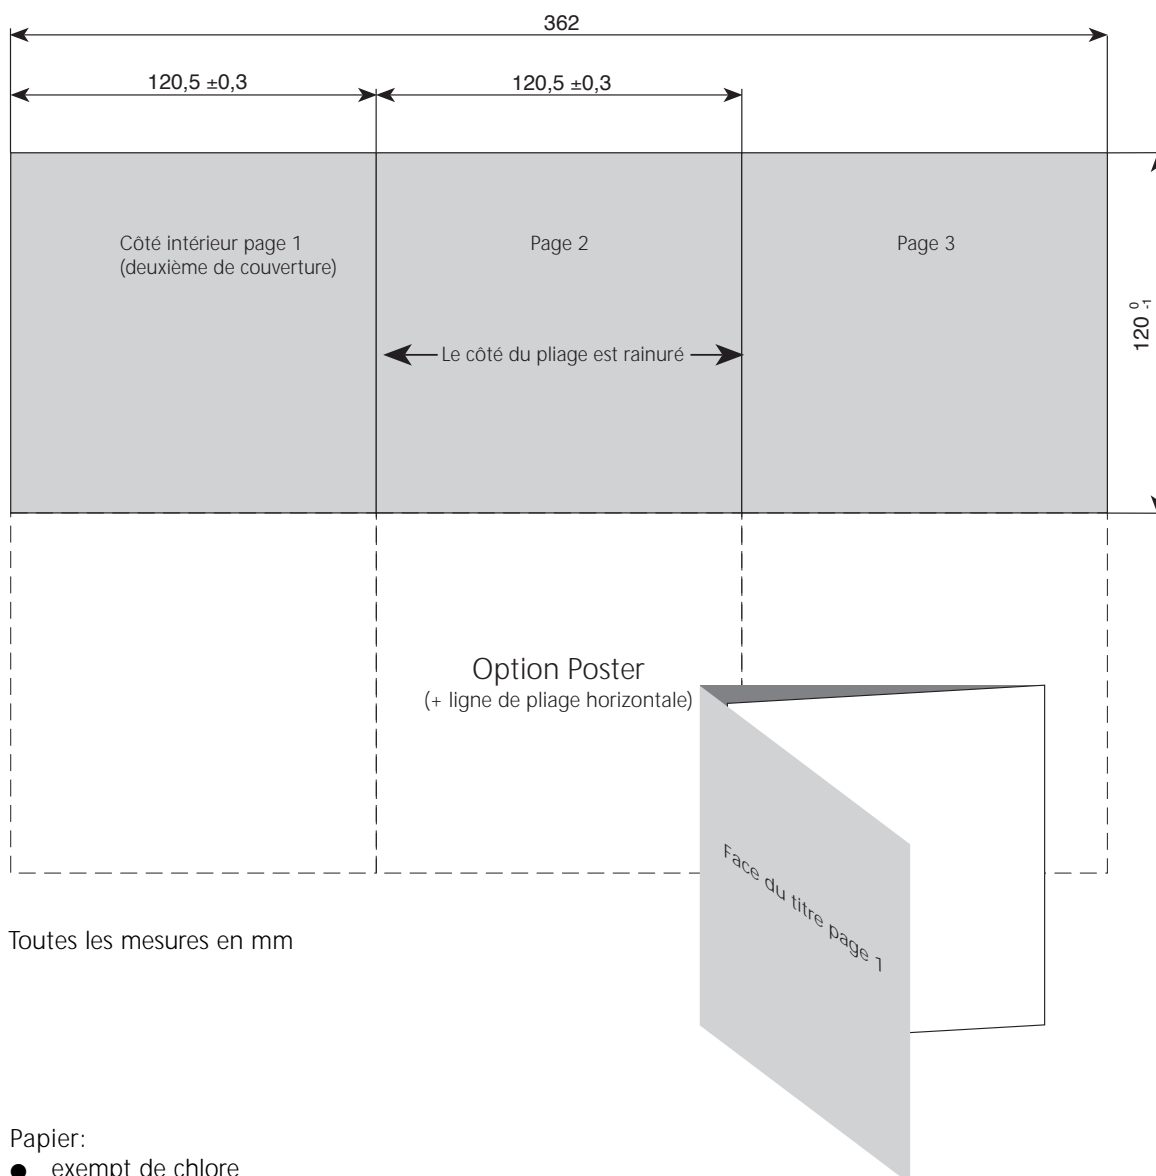 362
120,5 ±0,3
120,5 ±0,3
Côté intérieur page 1
(deuxième de couverture)
Page 2
Page 3
120 0 -1
Le côté du pliage est rainuré
Option Poster
(+ ligne de pliage horizontale)
Face du titre page 1
Toutes les mesures en mm
Papier:
● exempt de chlore